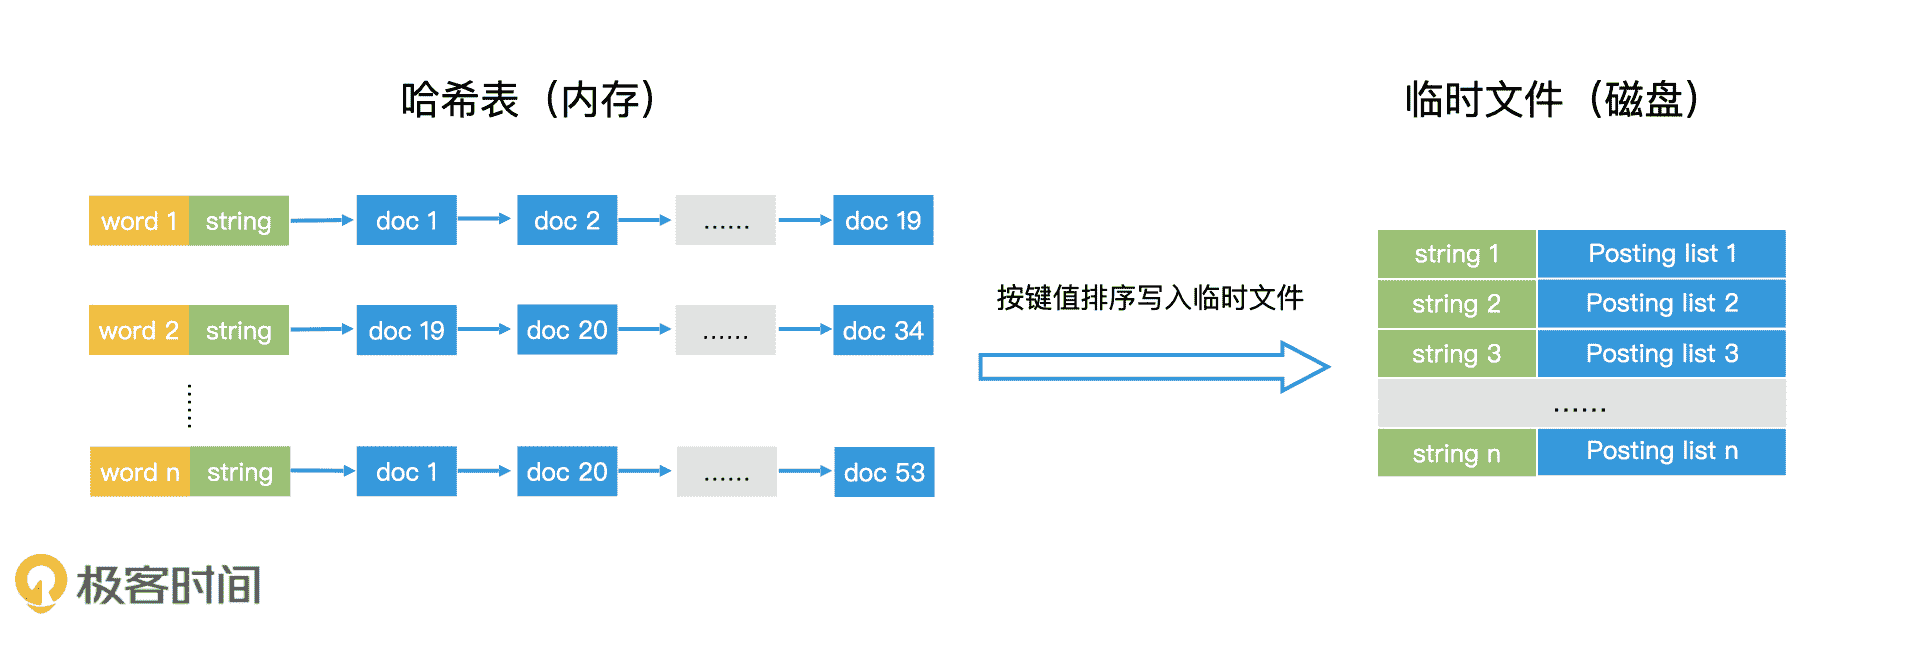 哈希表（内存）
临时文件（磁盘）
word 1 string doc 1 doc 2 ...... doc 19
word 2 string doc 19 doc 20 ...... doc 34
......
word n string doc 1 doc 20 ...... doc 53
按键值排序写入临时文件
string 1 Posting list 1
string 2 Posting list 2
string 3 Posting list 3
......
string n Posting list n
极客时间